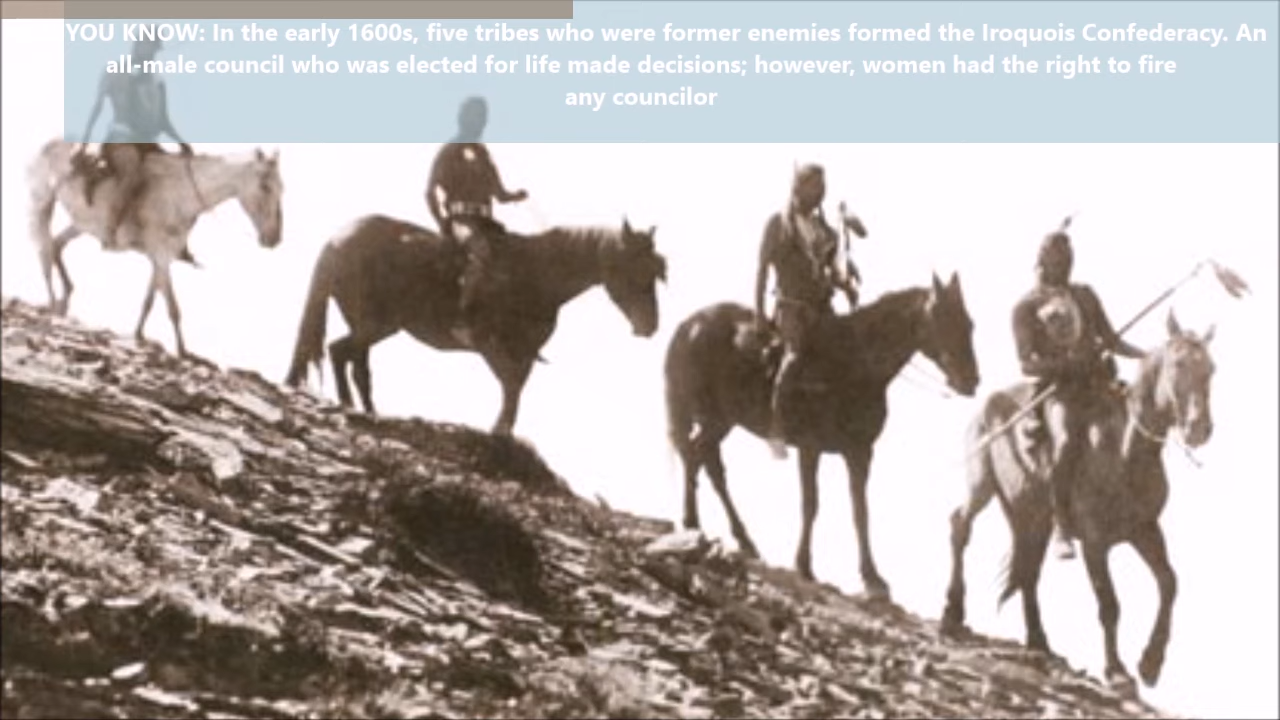 YOU KNOW: In the early 1600s, five tribes who were former enemies formed the Iroquois Confederacy. An
all-male council who was elected for life made decisions; however, women had the right to fire
any councilor